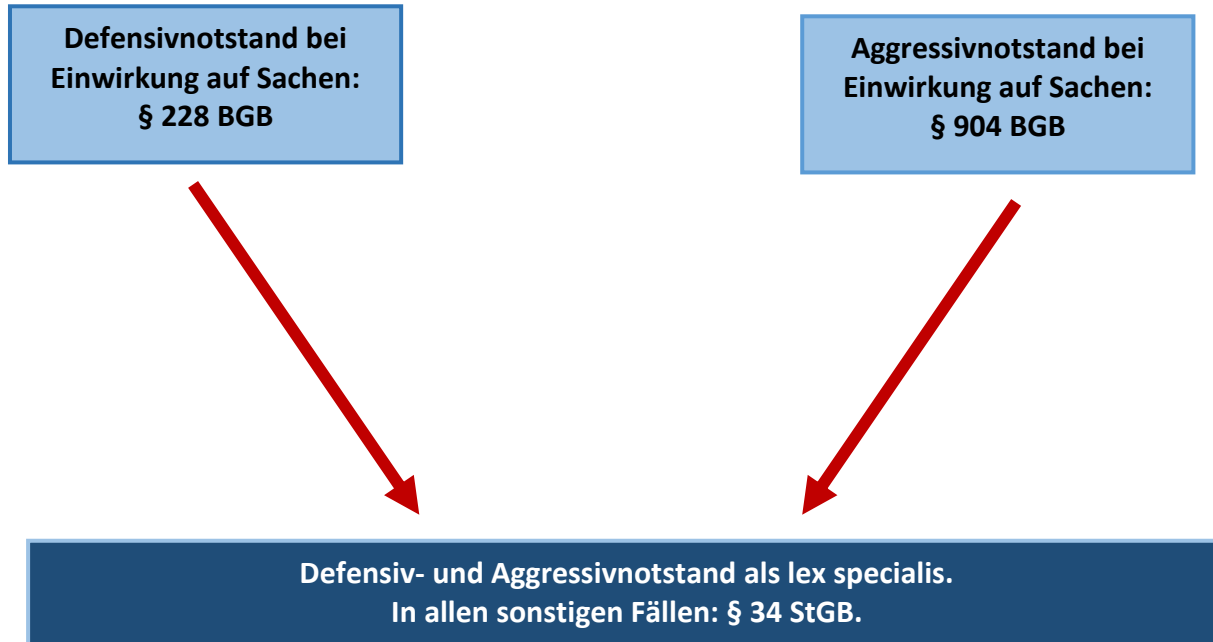 Defensivnotstand bei
Einwirkung auf Sachen:
§ 228 BGB
Aggressivnotstand bei
Einwirkung auf Sachen:
§ 904 BGB
Defensiv- und Aggressivnotstand als lex specialis.
In allen sonstigen Fällen: § 34 StGB.